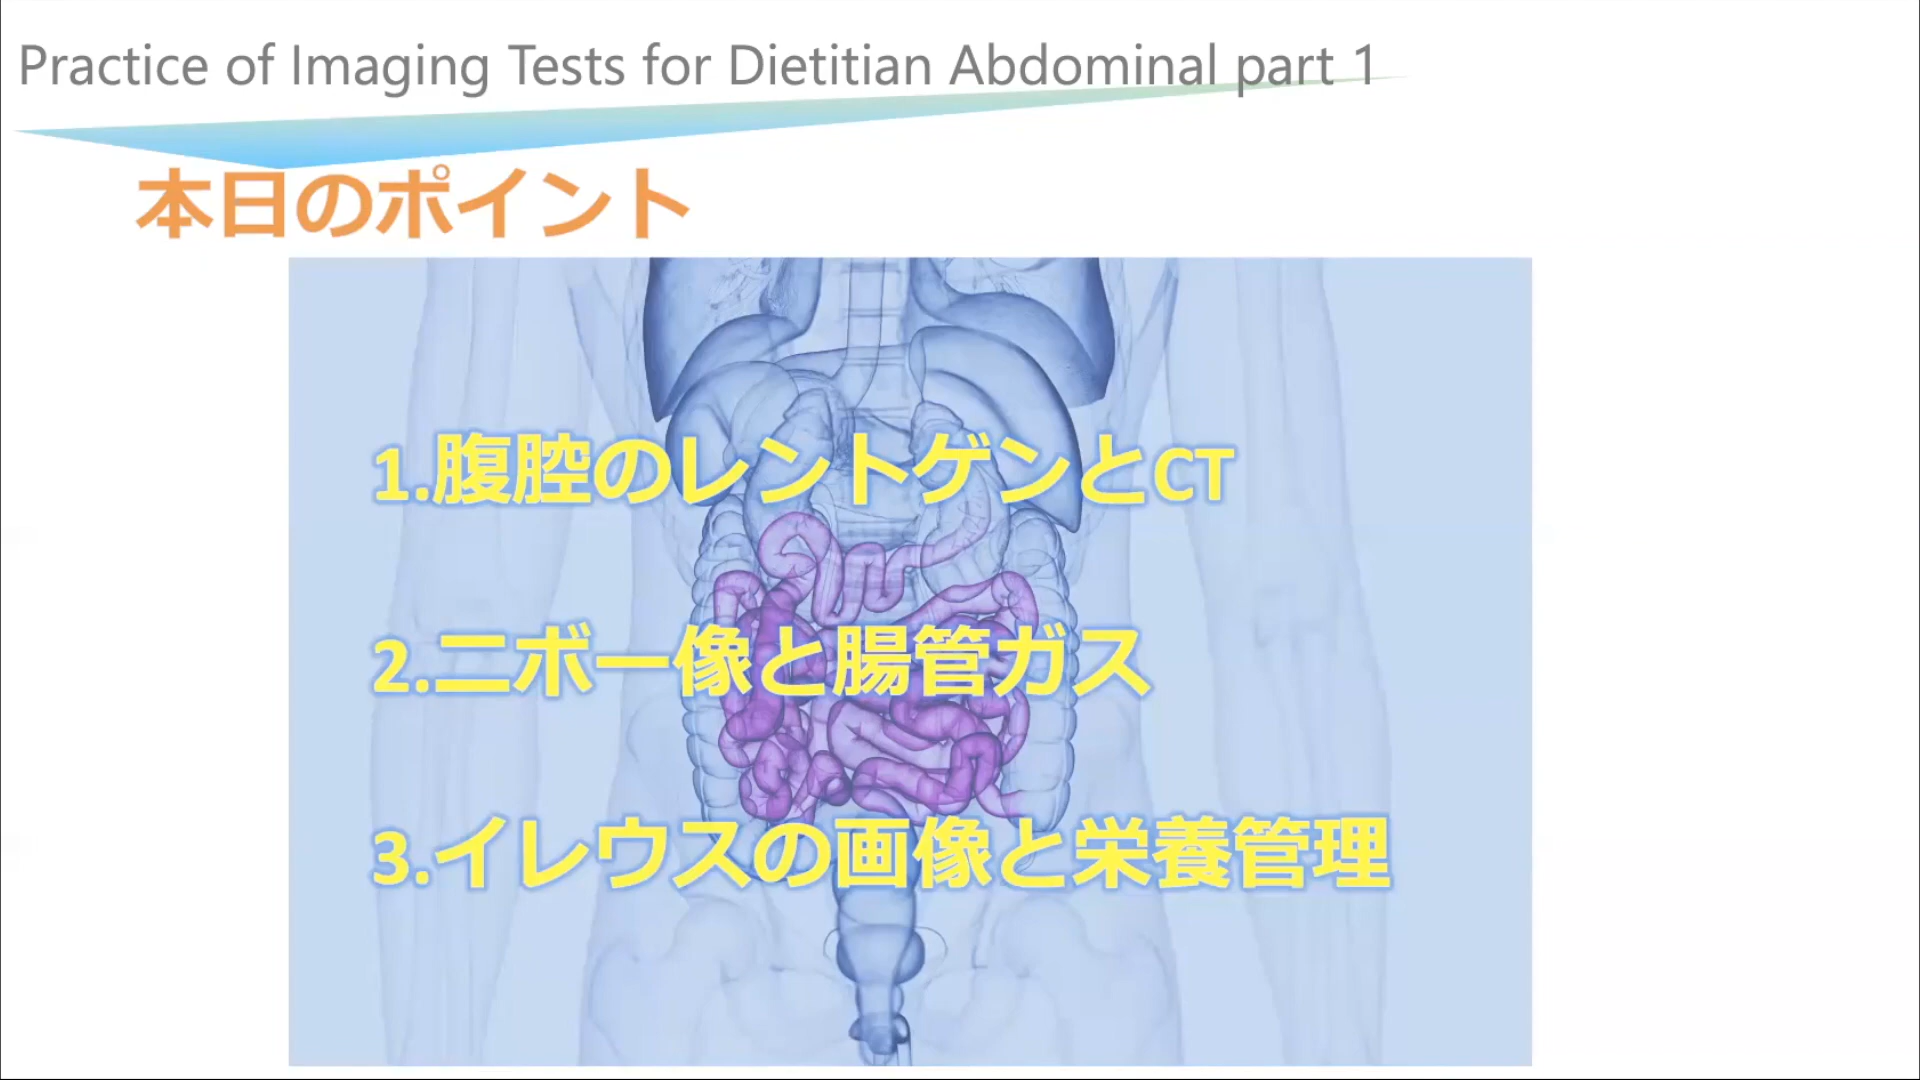 Practice of Imaging Tests for Dietitian Abdominal part 1
本日のポイント
1.腹腔のレントゲンとCT
2.ニボー像と腸管ガス
3.イレウスの画像と栄養管理